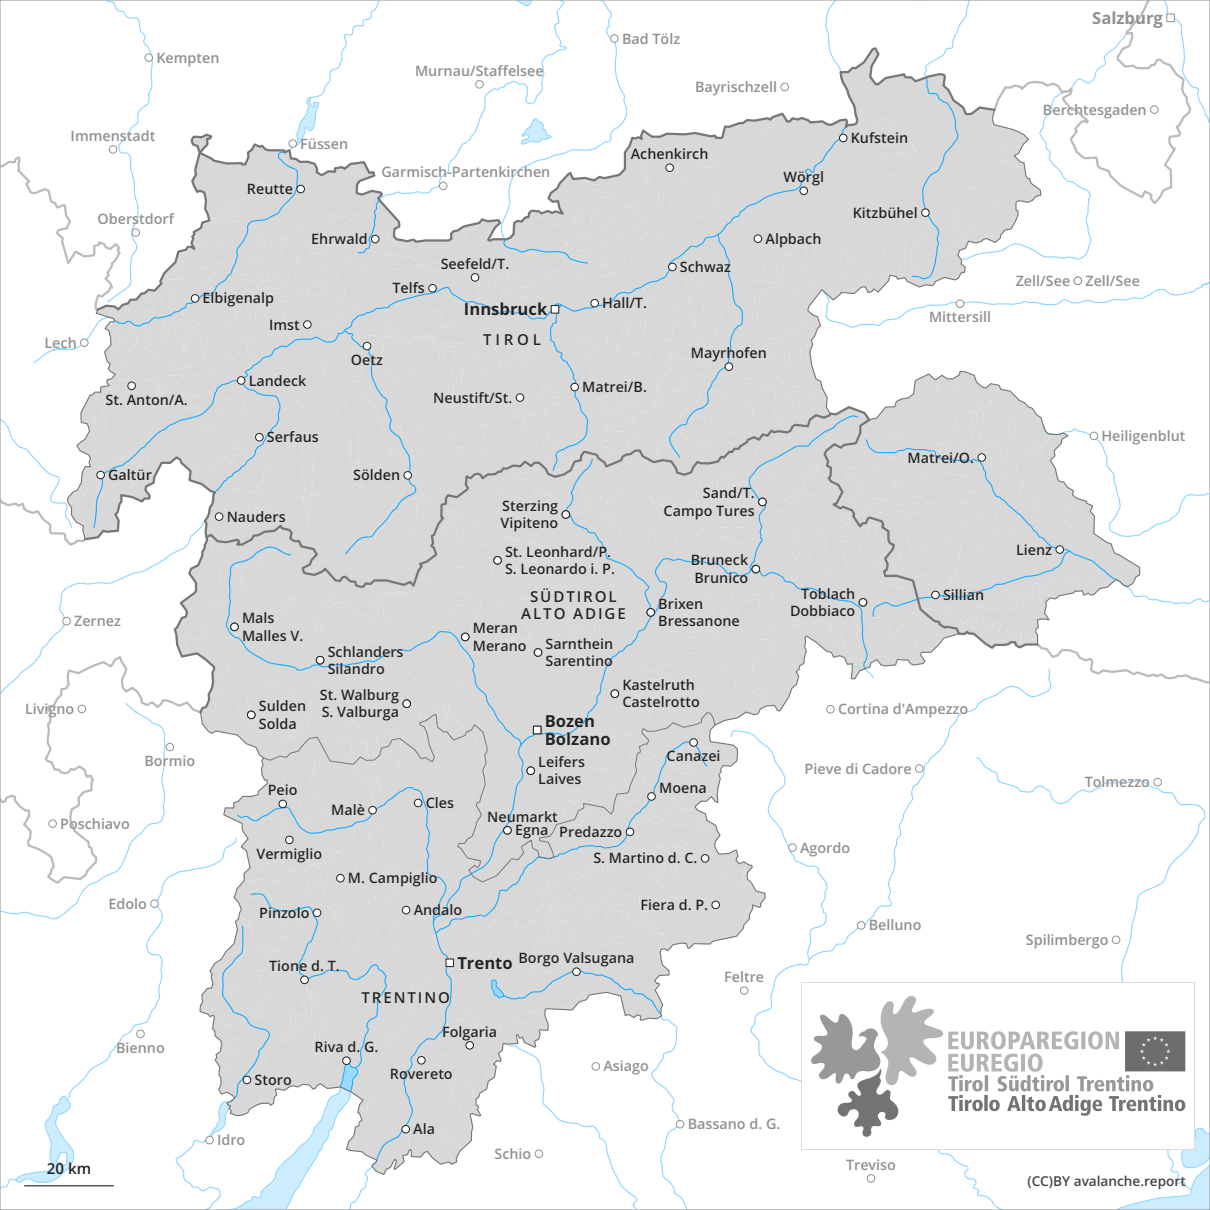 Salzburg
Bad Tölz
Kempten
Murnau/Staffelsee
Bayrischzell
Berchtesgaden
Immenstadt
Füssen
Kufstein
Achenkirch
Garmisch-Partenkirchen
Wörgl
Reutte
Oberstdorf
Kitzbühel
Ehrwald
Alpbach
Seefeld/T.
Schwaz
Zell/See
Zell/See
Telfs
Elbigenalp
Hall/T.
Innsbruck
Mittersill
Imst
TIROL
Lech
Mayrhofen
Oetz
Landeck
Matrei/B.
St. Anton/A.
Neustift/St.
Serfaus
Heiligenblut
Matrei/O.
Galtür
Sölden
Sand/T.
Campo Tures
Sterzing
Vipiteno
Nauders
Lienz
St. Leonhard/P.
S. Leonardo i. P.
Bruneck
Brunico
SÜDTIROL
ALTO ADIGE
Toblach
Dobbiaco
Sillian
Brixen
Bressanone
Zernez
Mals
Malles V.
Meran
Merano
Sarnthein
Sarentino
Schlanders
Silandro
Kastelruth
Castelrotto
St. Walburg
S. Valburga
Livigno
Sulden
Solda
Cortina d'Ampezzo
Bozen
Bolzano
Bormio
Canazei
Leifers
Laives
Pieve di Cadore
Tolmezzo
Peio
Moena
Malè
Cles
Neumarkt
Egna
Predazzo
Poschiavo
Vermiglio
Agordo
S. Martino d. C.
M. Campiglio
Edolo
Pinzolo
Andalo
Fiera d. P.
Belluno
Spilimbergo
Trento
Borgo Valsugana
Tione d. T.
Feltre
TRENTINO
Folgaria
Bienno
Riva d. G.
Rovereto
Asiago
Storo
EUROPAREGION
EUREGIO
Tirol Südtirol Trentino
Tirolo Alto Adige Trentino
Ala
Bassano d. G.
Idro
Schio
Treviso
20 km
(CC)BY avalanche.report